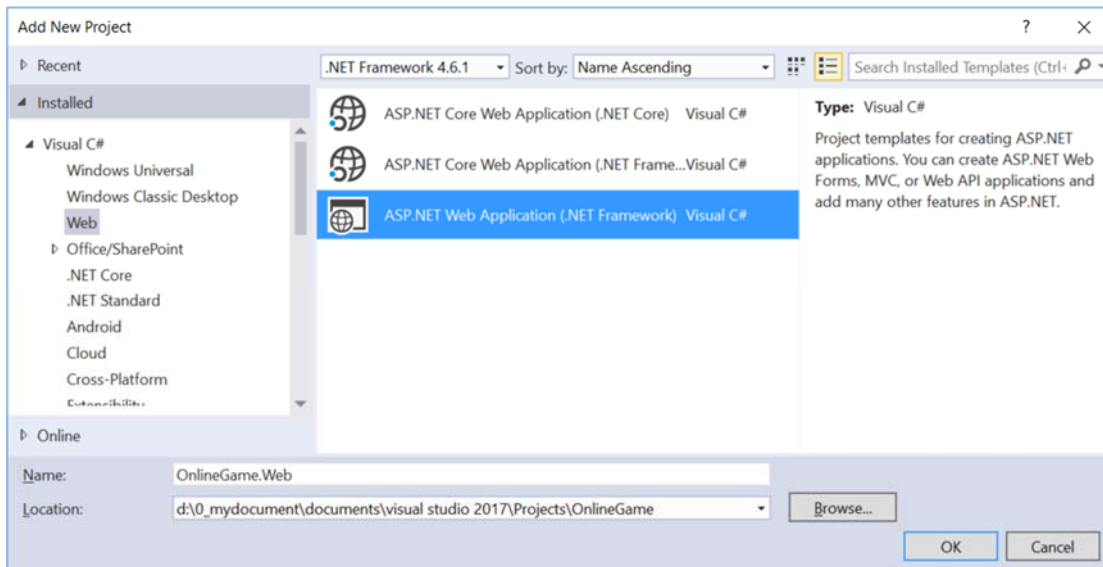 Add New Project
?
Recent
.NET Framework 4.6.1
Sort by: Name Ascending
Search Installed Templates (Ctrl+
Installed
Visual C#
Windows Universal
Windows Classic Desktop
Web
Office/SharePoint
.NET Core
.NET Standard
Android
Cloud
Cross-Platform
Extensibility
Online
ASP.NET Core Web Application (.NET Core) Visual C#
ASP.NET Core Web Application (.NET Frame...Visual C#
ASP.NET Web Application (.NET Framework) Visual C#
Type: Visual C#
Project templates for creating ASP.NET
applications. You can create ASP.NET Web
Forms, MVC, or Web API applications and
add many other features in ASP.NET.
Name: OnlineGame.Web
Location: d:\0_mydocument\documents\visual studio 2017\Projects\OnlineGame
Browse...
OK Cancel